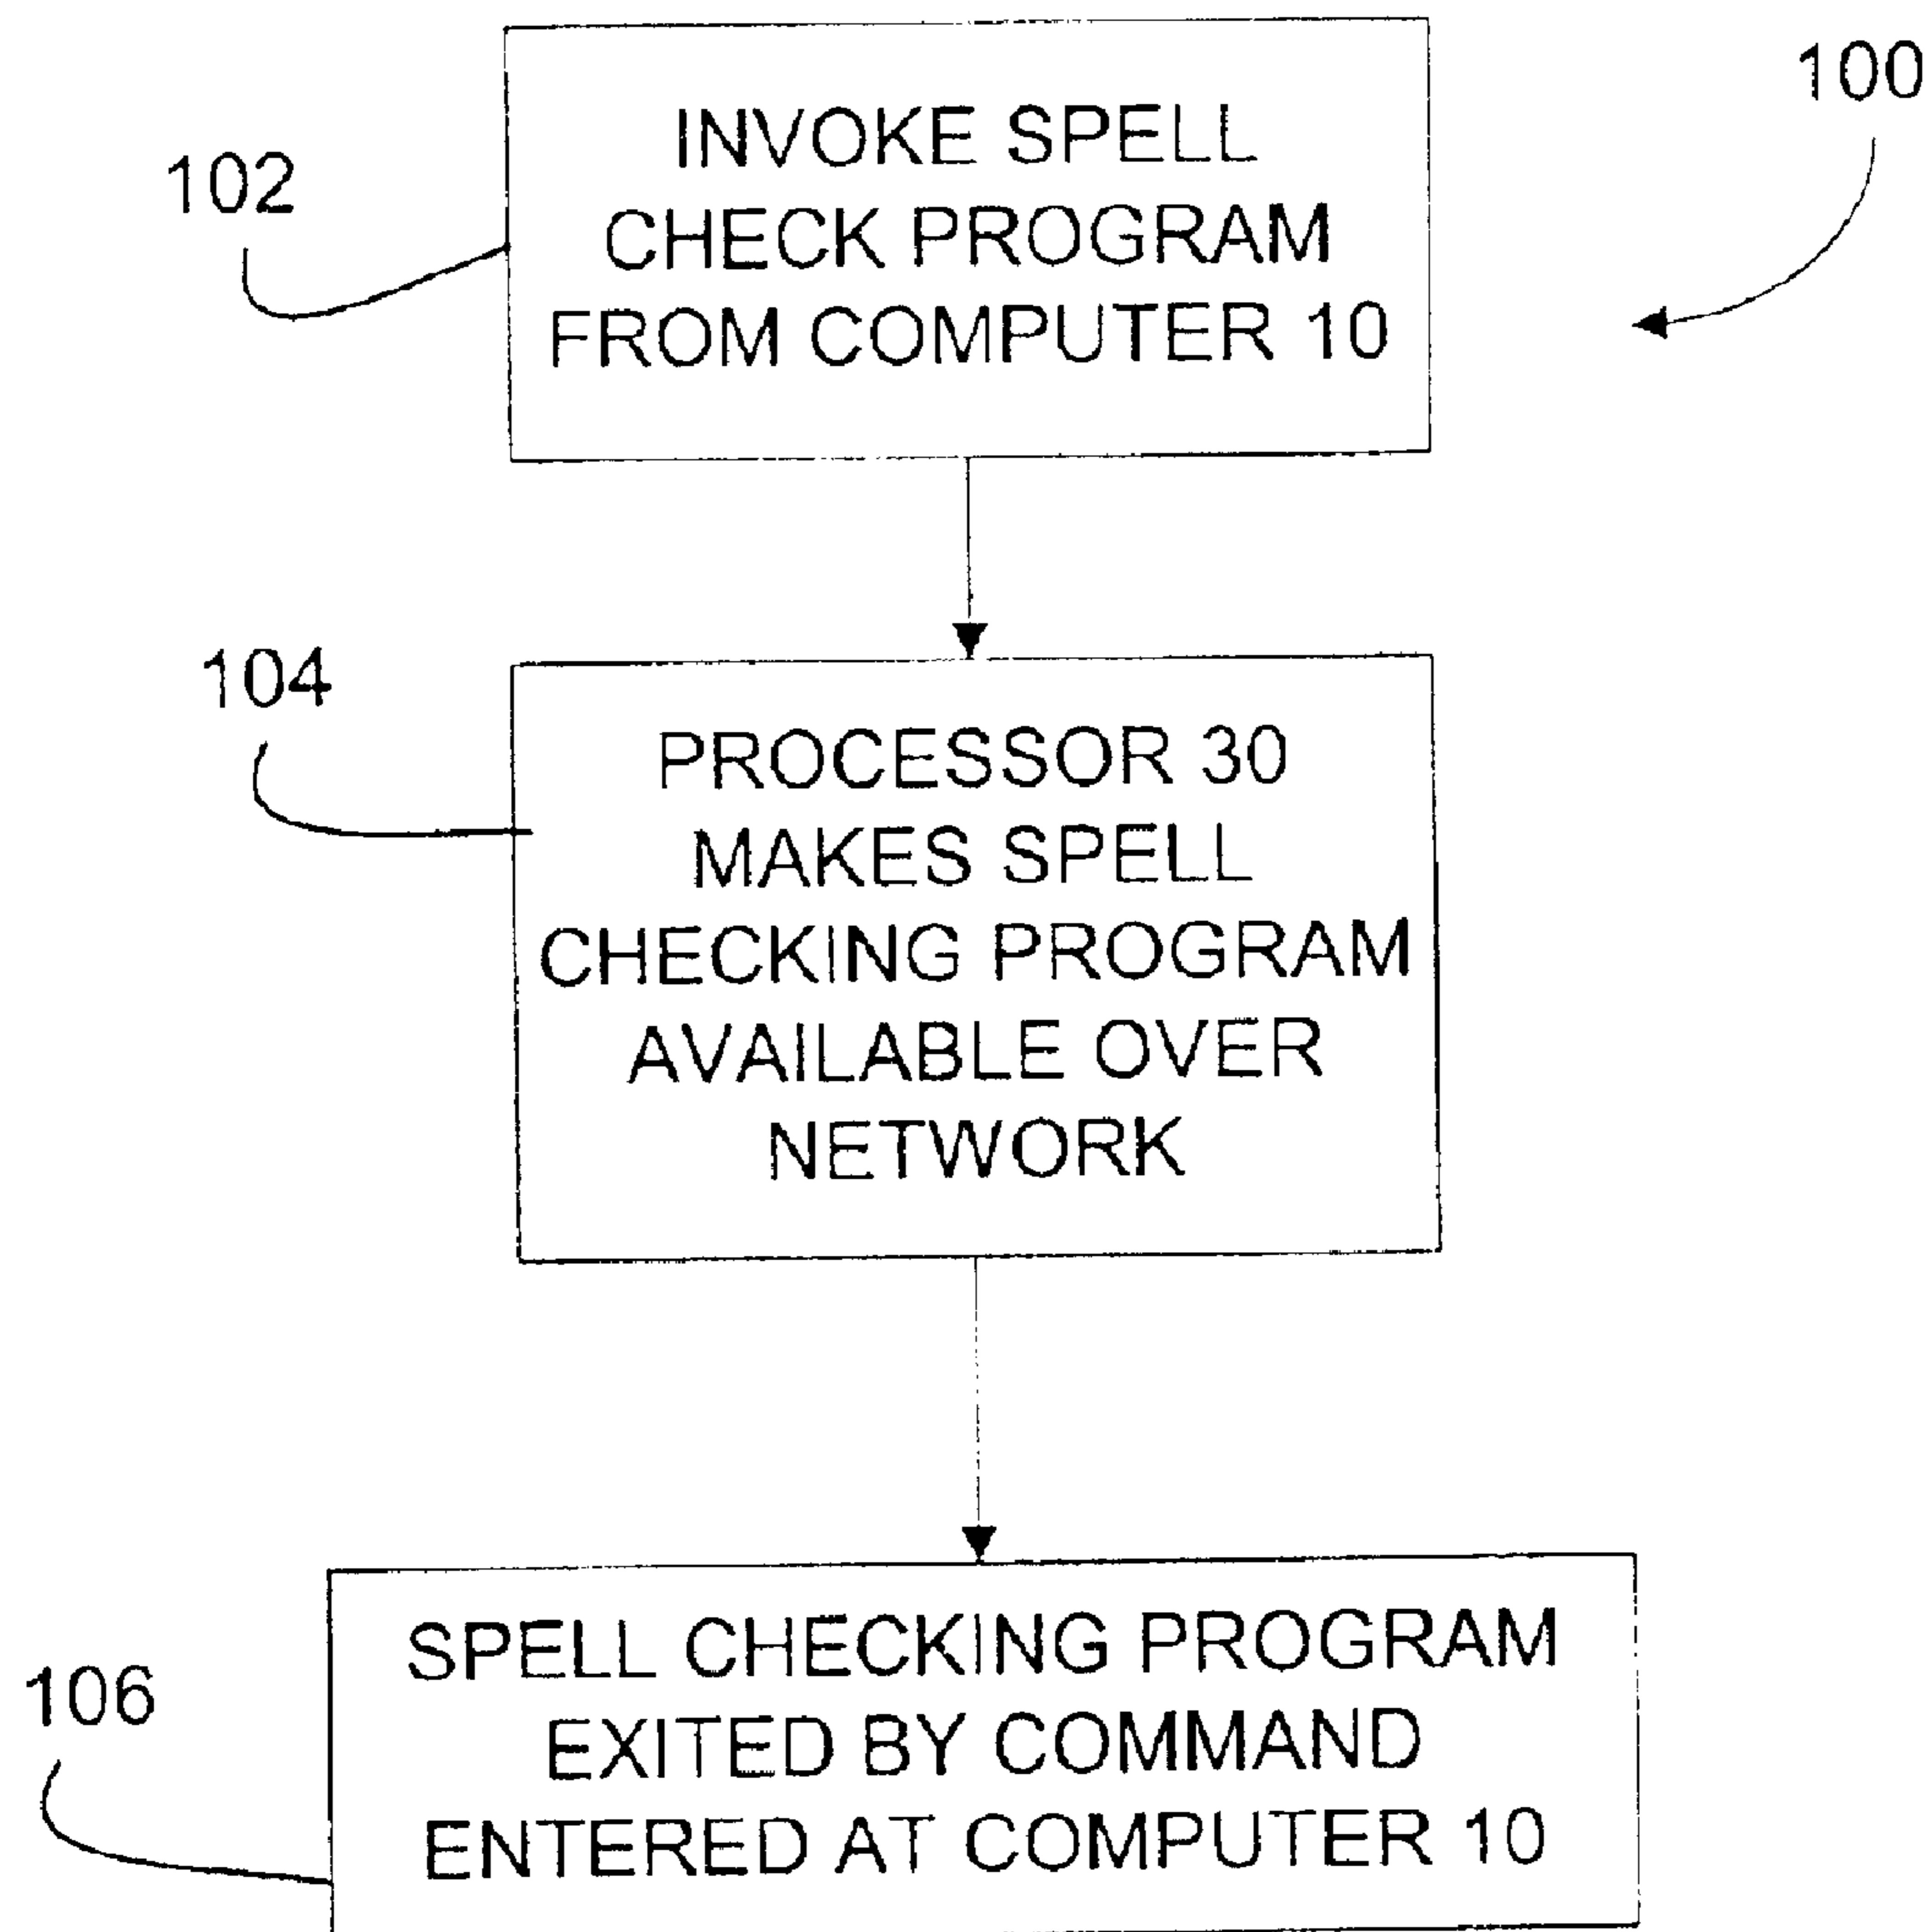 100
102
INVOKE SPELL
CHECK PROGRAM
FROM COMPUTER 10
104
PROCESSOR 30
MAKES SPELL
CHECKING PROGRAM
AVAILABLE OVER
NETWORK
106
SPELL CHECKING PROGRAM
EXITED BY COMMAND
ENTERED AT COMPUTER 10